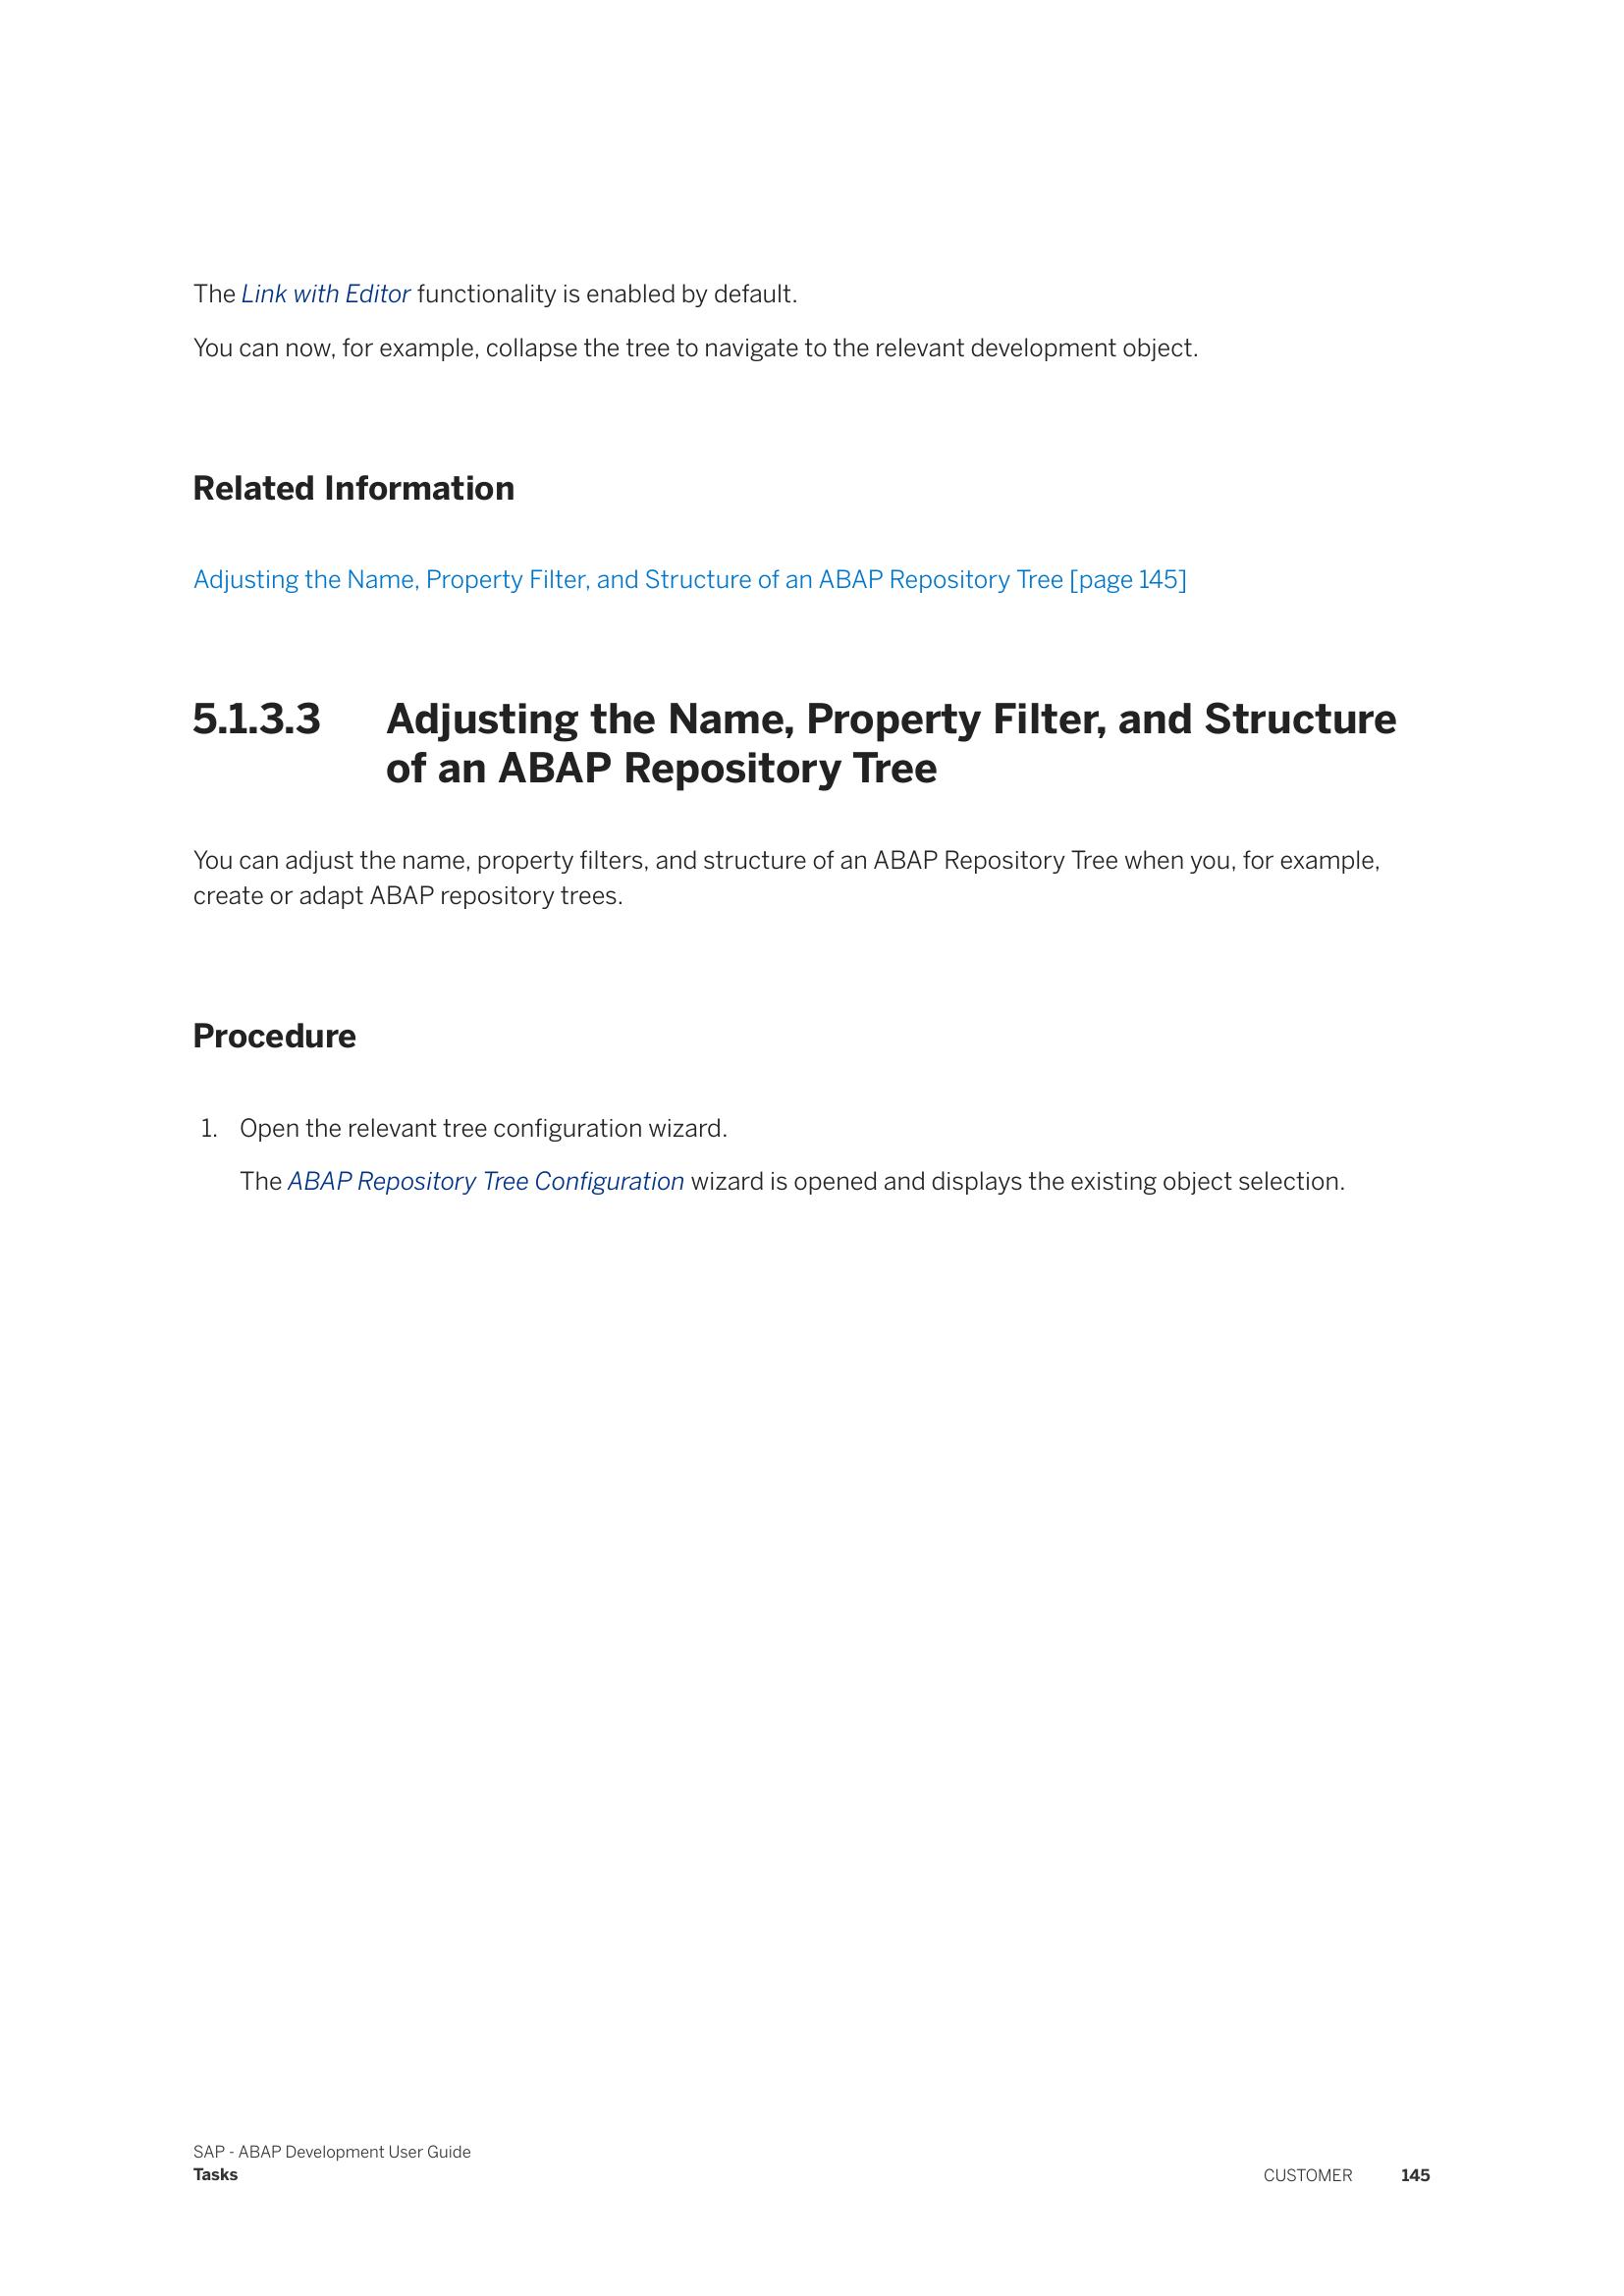 The Link with Editor functionality is enabled by default.
You can now, for example, collapse the tree to navigate to the relevant development object.
Related Information
Adjusting the Name, Property Filter, and Structure of an ABAP Repository Tree [page 145]
5.1.3.3 Adjusting the Name, Property Filter, and Structure
of an ABAP Repository Tree
You can adjust the name, property filters, and structure of an ABAP Repository Tree when you, for example,
create or adapt ABAP repository trees.
Procedure
1. Open the relevant tree configuration wizard.
The ABAP Repository Tree Configuration wizard is opened and displays the existing object selection.
SAP - ABAP Development User Guide
Tasks
CUSTOMER 145